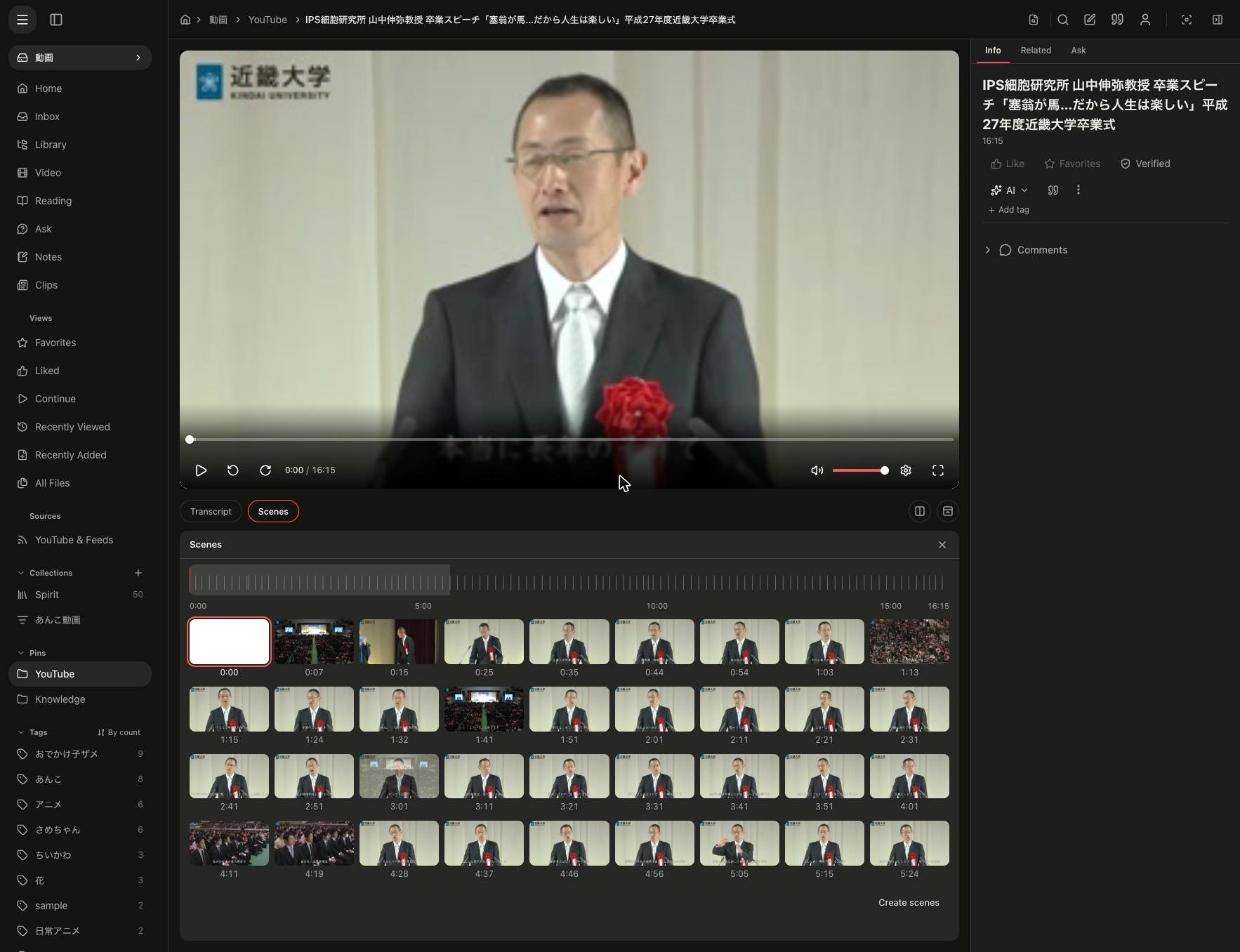 動画
YouTube
IPS細胞研究所 山中伸弥教授 卒業スピーチ「塞翁が馬...だから人生は楽しい」平成27年度近畿大学卒業式
動画
Home
Inbox
Library
Video
Reading
Ask
Notes
Clips
Views
Favorites
Liked
Continue
Recently Viewed
Recently Added
All Files
Sources
YouTube & Feeds
Collections
Spirit 50
あんこ動画
Pins
YouTube
Knowledge
Tags By count
おでかけ子ザメ 9
あんこ 8
アニメ 6
さめちゃん 6
ちいかわ 3
花 3
sample 2
日常アニメ 2
近畿大学
KINDAI UNIVERSITY
0:00 / 16:15
Transcript Scenes
Scenes
0:00 5:00 10:00 15:00 16:15
0:00 0:07 0:15 0:25 0:35 0:44 0:54 1:03 1:13
1:15 1:24 1:32 1:41 1:51 2:01 2:11 2:21 2:31
2:41 2:51 3:01 3:11 3:21 3:31 3:41 3:51 4:01
4:11 4:19 4:28 4:37 4:46 4:56 5:05 5:15 5:24
Create scenes
Info Related Ask
IPS細胞研究所 山中伸弥教授 卒業スピー
チ「塞翁が馬...だから人生は楽しい」平成
27年度近畿大学卒業式
16:15
Like Favorites Verified
AI
+ Add tag
Comments